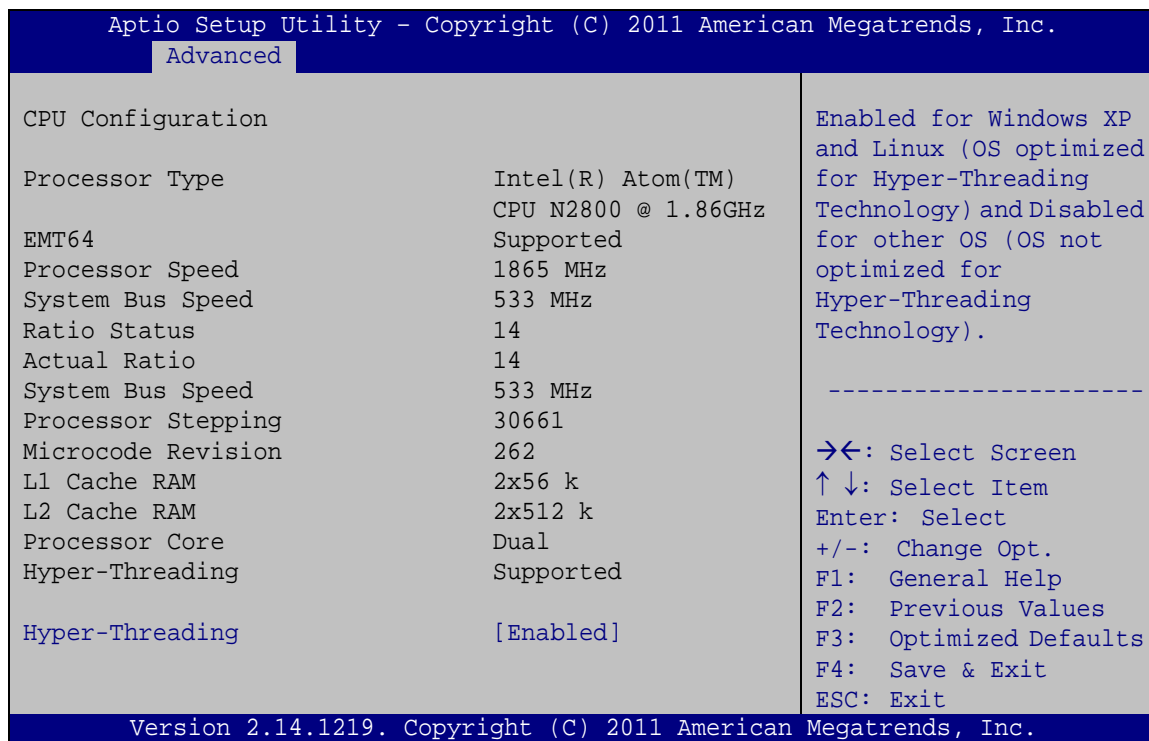 Aptio Setup Utility – Copyright (C) 2011 American Megatrends, Inc.
Advanced
CPU Configuration
Processor Type Intel(R) Atom(TM)
CPU N2800 @ 1.86GHz
EMT64 Supported
Processor Speed 1865 MHz
System Bus Speed 533 MHz
Ratio Status 14
Actual Ratio 14
System Bus Speed 533 MHz
Processor Stepping 30661
Microcode Revision 262
L1 Cache RAM 2x56 k
L2 Cache RAM 2x512 k
Processor Core Dual
Hyper-Threading Supported
Hyper-Threading [Enabled]
Enabled for Windows XP
and Linux (OS optimized
for Hyper-Threading
Technology) and Disabled
for other OS (OS not
optimized for
Hyper-Threading
Technology).
----------------------
→←: Select Screen
↑ ↓: Select Item
Enter: Select
+/-: Change Opt.
F1: General Help
F2: Previous Values
F3: Optimized Defaults
F4: Save & Exit
ESC: Exit
Version 2.14.1219. Copyright (C) 2011 American Megatrends, Inc.